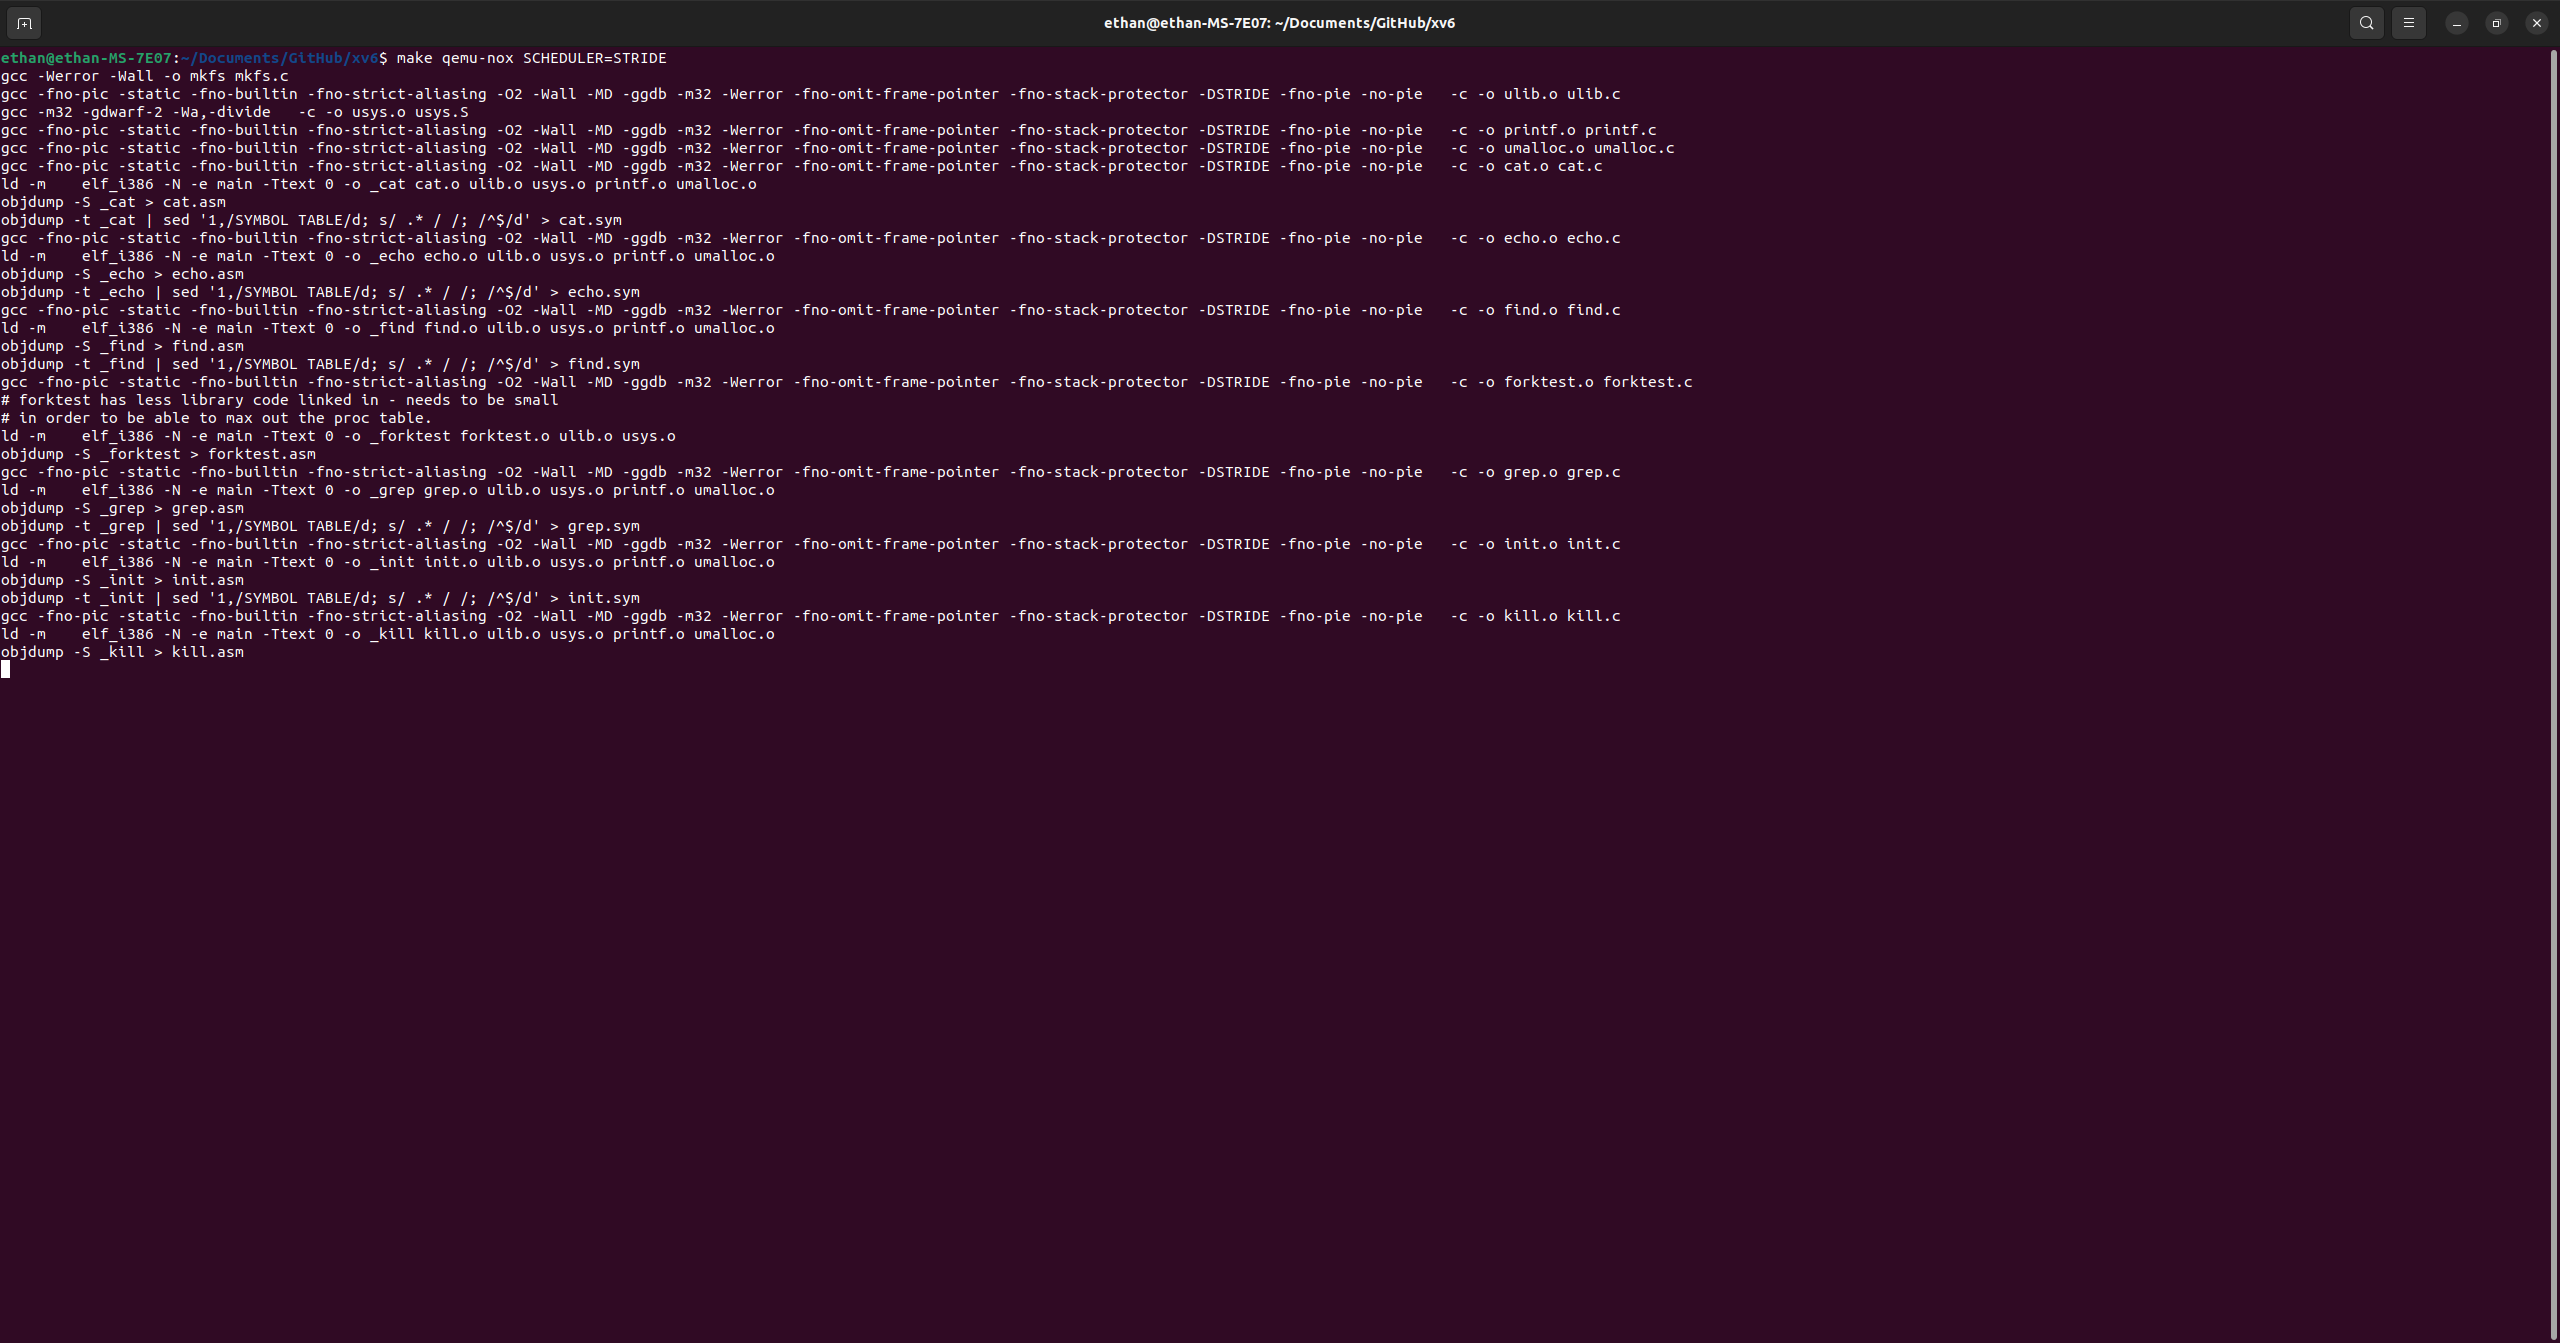 ethan@ethan-MS-7E07: ~/Documents/GitHub/xv6
ethan@ethan-MS-7E07:~/Documents/GitHub/xv6$ make qemu-nox SCHEDULER=STRIDE
gcc -Werror -Wall -o mkfs mkfs.c
gcc -fno-pic -static -fno-builtin -fno-strict-aliasing -O2 -Wall -MD -ggdb -m32 -Werror -fno-omit-frame-pointer -fno-stack-protector -DSTRIDE -fno-pie -no-pie   -c -o ulib.o ulib.c
gcc -m32 -gdwarf-2 -Wa,-divide   -c -o usys.o usys.S
gcc -fno-pic -static -fno-builtin -fno-strict-aliasing -O2 -Wall -MD -ggdb -m32 -Werror -fno-omit-frame-pointer -fno-stack-protector -DSTRIDE -fno-pie -no-pie   -c -o printf.o printf.c
gcc -fno-pic -static -fno-builtin -fno-strict-aliasing -O2 -Wall -MD -ggdb -m32 -Werror -fno-omit-frame-pointer -fno-stack-protector -DSTRIDE -fno-pie -no-pie   -c -o umalloc.o umalloc.c
gcc -fno-pic -static -fno-builtin -fno-strict-aliasing -O2 -Wall -MD -ggdb -m32 -Werror -fno-omit-frame-pointer -fno-stack-protector -DSTRIDE -fno-pie -no-pie   -c -o cat.o cat.c
ld -m    elf_i386 -N -e main -Ttext 0 -o _cat cat.o ulib.o usys.o printf.o umalloc.o
objdump -S _cat > cat.asm
objdump -t _cat | sed '1,/SYMBOL TABLE/d; s/ .* / /; /^$/d' > cat.sym
gcc -fno-pic -static -fno-builtin -fno-strict-aliasing -O2 -Wall -MD -ggdb -m32 -Werror -fno-omit-frame-pointer -fno-stack-protector -DSTRIDE -fno-pie -no-pie   -c -o echo.o echo.c
ld -m    elf_i386 -N -e main -Ttext 0 -o _echo echo.o ulib.o usys.o printf.o umalloc.o
objdump -S _echo > echo.asm
objdump -t _echo | sed '1,/SYMBOL TABLE/d; s/ .* / /; /^$/d' > echo.sym
gcc -fno-pic -static -fno-builtin -fno-strict-aliasing -O2 -Wall -MD -ggdb -m32 -Werror -fno-omit-frame-pointer -fno-stack-protector -DSTRIDE -fno-pie -no-pie   -c -o find.o find.c
ld -m    elf_i386 -N -e main -Ttext 0 -o _find find.o ulib.o usys.o printf.o umalloc.o
objdump -S _find > find.asm
objdump -t _find | sed '1,/SYMBOL TABLE/d; s/ .* / /; /^$/d' > find.sym
gcc -fno-pic -static -fno-builtin -fno-strict-aliasing -O2 -Wall -MD -ggdb -m32 -Werror -fno-omit-frame-pointer -fno-stack-protector -DSTRIDE -fno-pie -no-pie   -c -o forktest.o forktest.c
# forktest has less library code linked in - needs to be small
# in order to be able to max out the proc table.
ld -m    elf_i386 -N -e main -Ttext 0 -o _forktest forktest.o ulib.o usys.o
objdump -S _forktest > forktest.asm
gcc -fno-pic -static -fno-builtin -fno-strict-aliasing -O2 -Wall -MD -ggdb -m32 -Werror -fno-omit-frame-pointer -fno-stack-protector -DSTRIDE -fno-pie -no-pie   -c -o grep.o grep.c
ld -m    elf_i386 -N -e main -Ttext 0 -o _grep grep.o ulib.o usys.o printf.o umalloc.o
objdump -S _grep > grep.asm
objdump -t _grep | sed '1,/SYMBOL TABLE/d; s/ .* / /; /^$/d' > grep.sym
gcc -fno-pic -static -fno-builtin -fno-strict-aliasing -O2 -Wall -MD -ggdb -m32 -Werror -fno-omit-frame-pointer -fno-stack-protector -DSTRIDE -fno-pie -no-pie   -c -o init.o init.c
ld -m    elf_i386 -N -e main -Ttext 0 -o _init init.o ulib.o usys.o printf.o umalloc.o
objdump -S _init > init.asm
objdump -t _init | sed '1,/SYMBOL TABLE/d; s/ .* / /; /^$/d' > init.sym
gcc -fno-pic -static -fno-builtin -fno-strict-aliasing -O2 -Wall -MD -ggdb -m32 -Werror -fno-omit-frame-pointer -fno-stack-protector -DSTRIDE -fno-pie -no-pie   -c -o kill.o kill.c
ld -m    elf_i386 -N -e main -Ttext 0 -o _kill kill.o ulib.o usys.o printf.o umalloc.o
objdump -S _kill > kill.asm